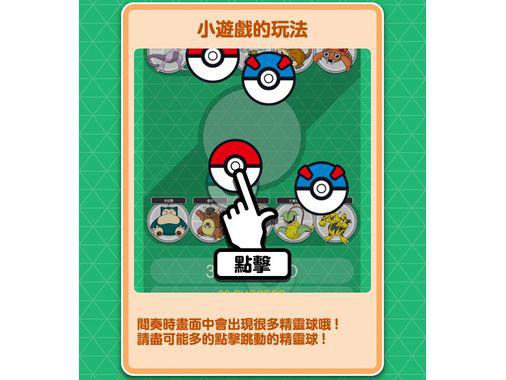 小遊戲的玩法
點擊
間奏時畫面中會出現很多精靈球哦！
請盡可能多的點擊跳動的精靈球！